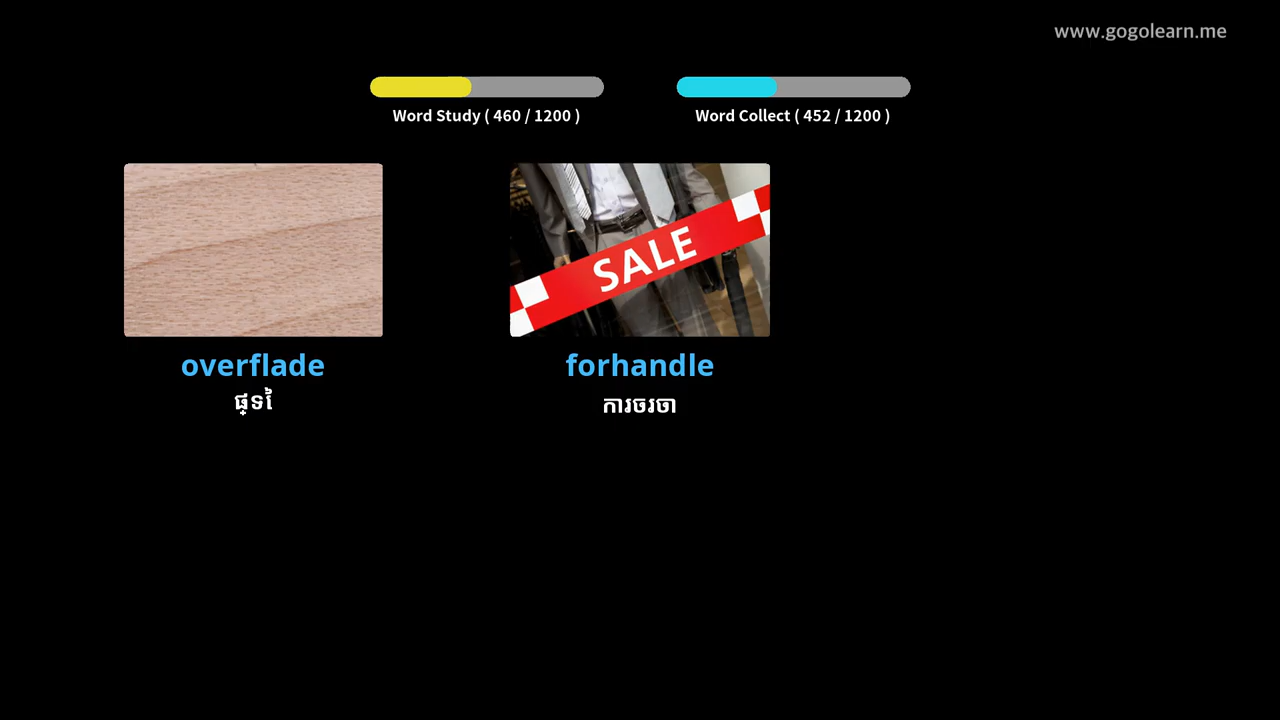 www.gogolearn.me
Word Study ( 460 / 1200 )
Word Collect ( 452 / 1200 )
SALE
overflade
ផ្ទៃ
forhandle
ការចរចា